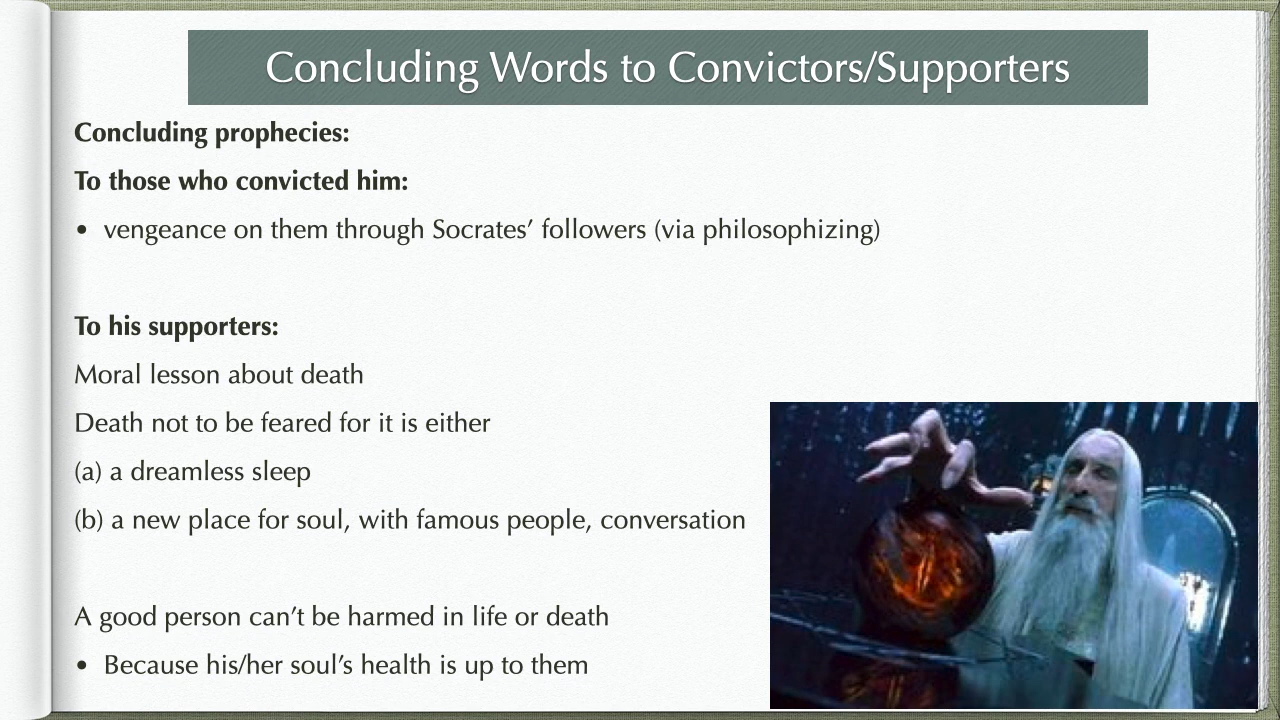 Concluding Words to Convictors/Supporters
Concluding prophecies:
To those who convicted him:
• vengeance on them through Socrates’ followers (via philosophizing)
To his supporters:
Moral lesson about death
Death not to be feared for it is either
(a) a dreamless sleep
(b) a new place for soul, with famous people, conversation
A good person can’t be harmed in life or death
• Because his/her soul’s health is up to them